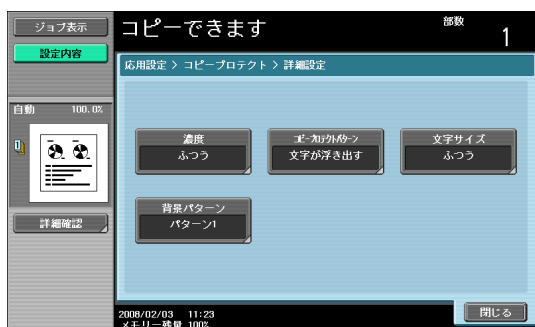 ジョブ表示
設定内容
コピーできます
部数
1
応用設定 > コピープロテクト > 詳細設定
自動 100.0%
詳細確認
濃度
ふつう
コピープロテクトパターン
文字が浮き出す
文字サイズ
ふつう
背景パターン
パターン1
2008/02/03 11:23
メモリー残量 100%
閉じる